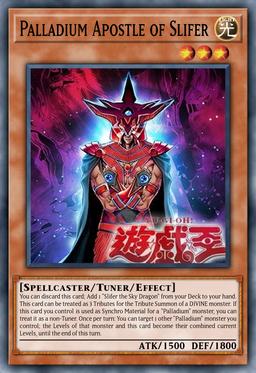 PALLADIUM APOSTLE OF SLIFER
光
YU-GI-OH!
遊戯王
[SPELLCASTER/TUNER/EFFECT]
You can discard this card; Add 1 "Slifer the Sky Dragon" from your Deck to your hand.
This card can be treated as 3 Tributes for the Tribute Summon of a DIVINE monster. If
this card you control is used as Synchro Material for a "Palladium" monster, you can
treat it as a non-Tuner. Once per turn: You can target 1 other "Palladium" monster you
control; the Levels of that monster and this card become their combined current
Levels, until the end of this turn.
ATK/1500 DEF/1800